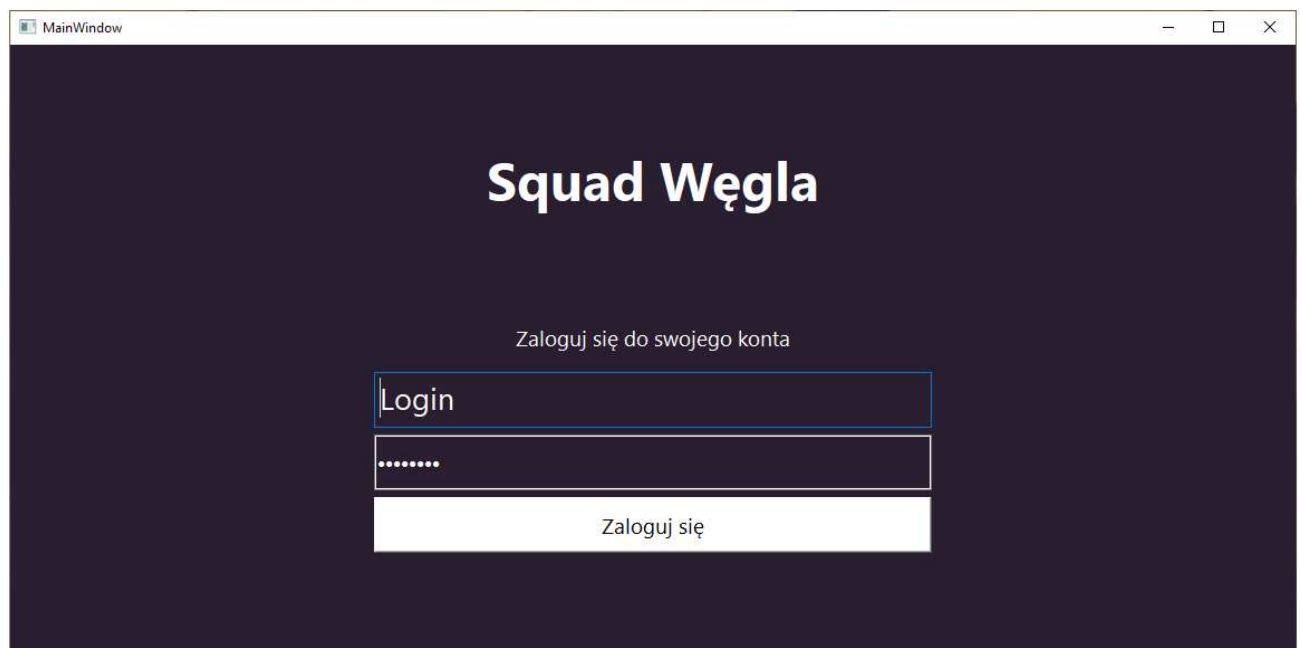 MainWindow
Squad Węgla
Zaloguj się do swojego konta
Login
••••••••
Zaloguj się